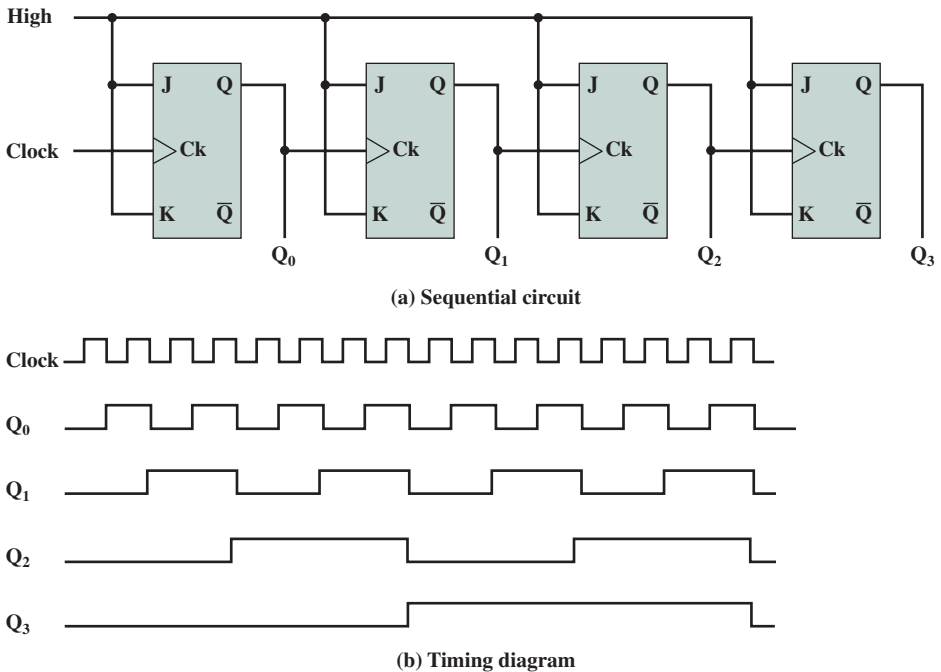 High
J Q J Q J Q J Q
Clock Ck Ck Ck Ck
K Q̅ K Q̅ K Q̅ K Q̅
Q₀ Q₁ Q₂ Q₃
(a) Sequential circuit
Clock
Q₀
Q₁
Q₂
Q₃
(b) Timing diagram